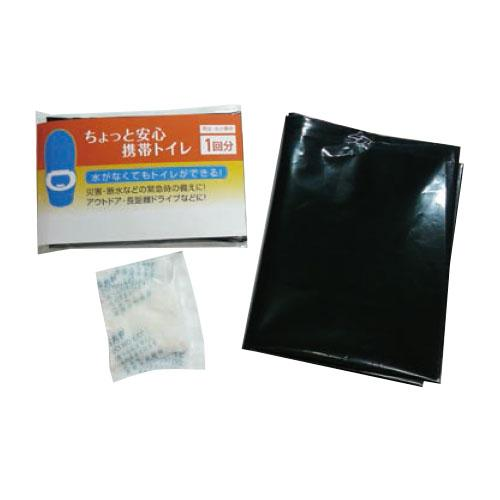 ちょっと安心
携帯トイレ
1回分
水がなくてもトイレができる!
災害・断水などの緊急時の備えに!
アウトドア・長距離ドライブなどに!